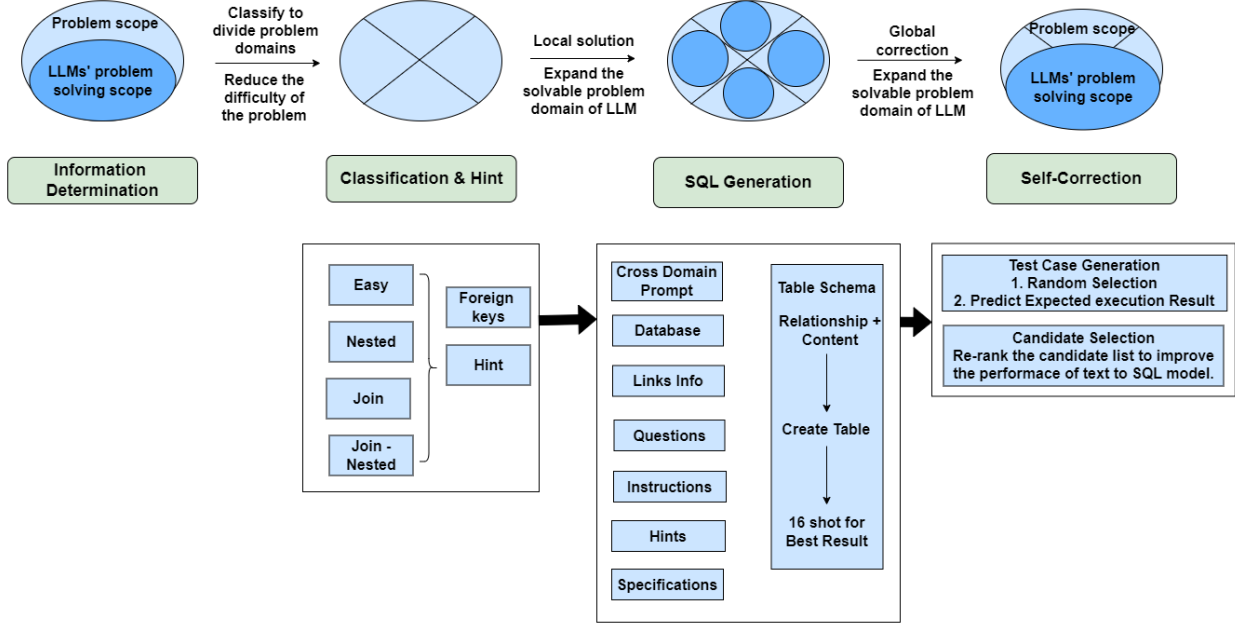 Problem scope
LLMs' problem
solving scope
Classify to
divide problem
domains
Reduce the
difficulty of
the problem
Local solution
Expand the
solvable problem
domain of LLM
Global
correction
Expand the
solvable problem
domain of LLM
Problem scope
LLMs' problem
solving scope
Information
Determination
Classification & Hint
SQL Generation
Self-Correction
Easy
Nested
Join
Join -
Nested
Foreign
keys
Hint
Cross Domain
Prompt
Database
Links Info
Questions
Instructions
Hints
Specifications
Table Schema
Relationship +
Content
Create Table
16 shot for
Best Result
Test Case Generation
1. Random Selection
2. Predict Expected execution Result
Candidate Selection
Re-rank the candidate list to improve
the performace of text to SQL model.